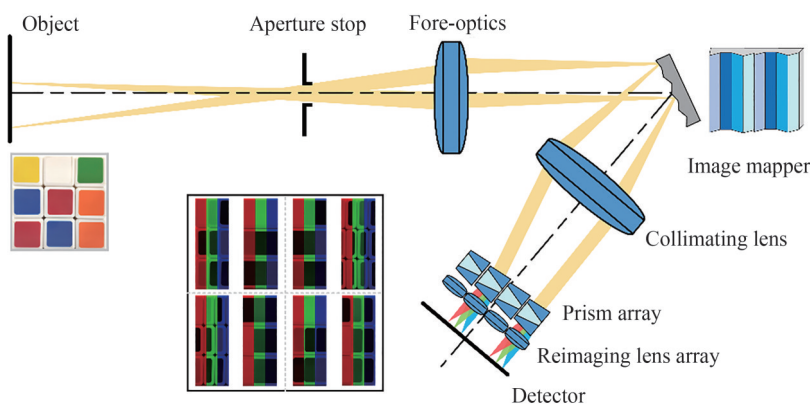 Object
Aperture stop
Fore-optics
Image mapper
Collimating lens
Prism array
Reimaging lens array
Detector